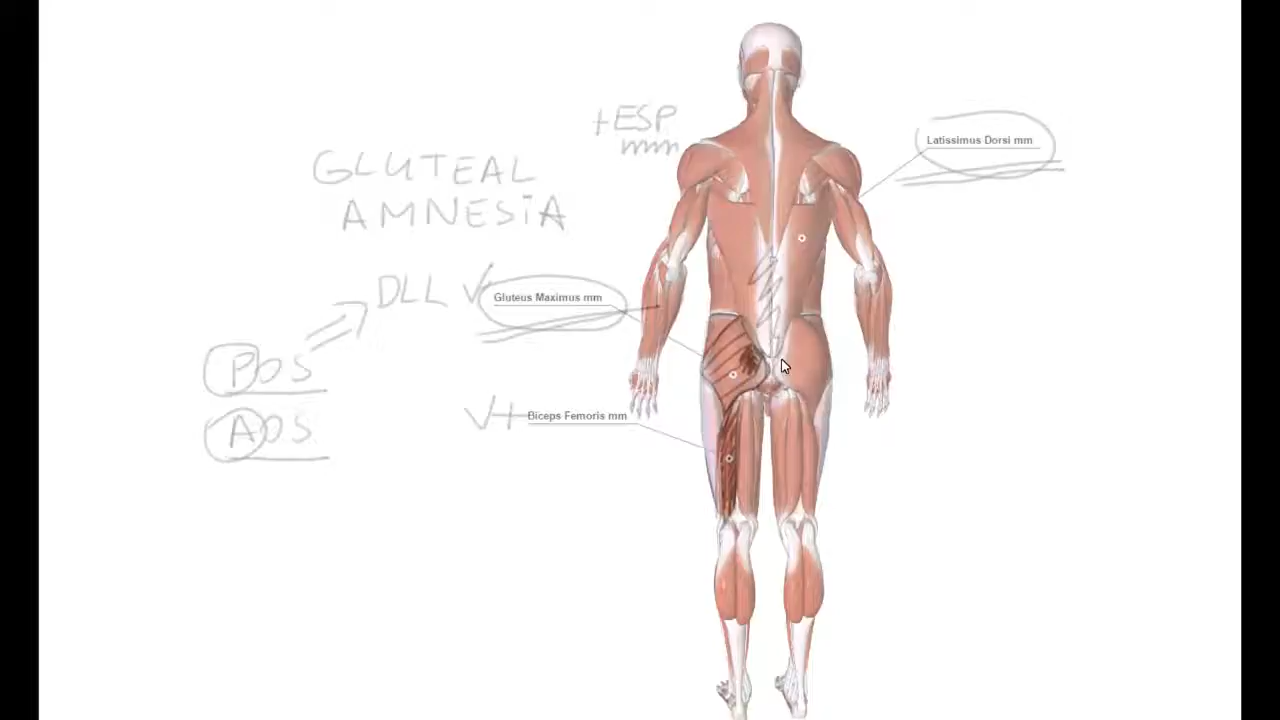 +ESP
Latissimus Dorsi mm
GLUTEAL
AMNESiA
DLL
Gluteus Maximus mm
POS
AOS
Biceps Femoris mm